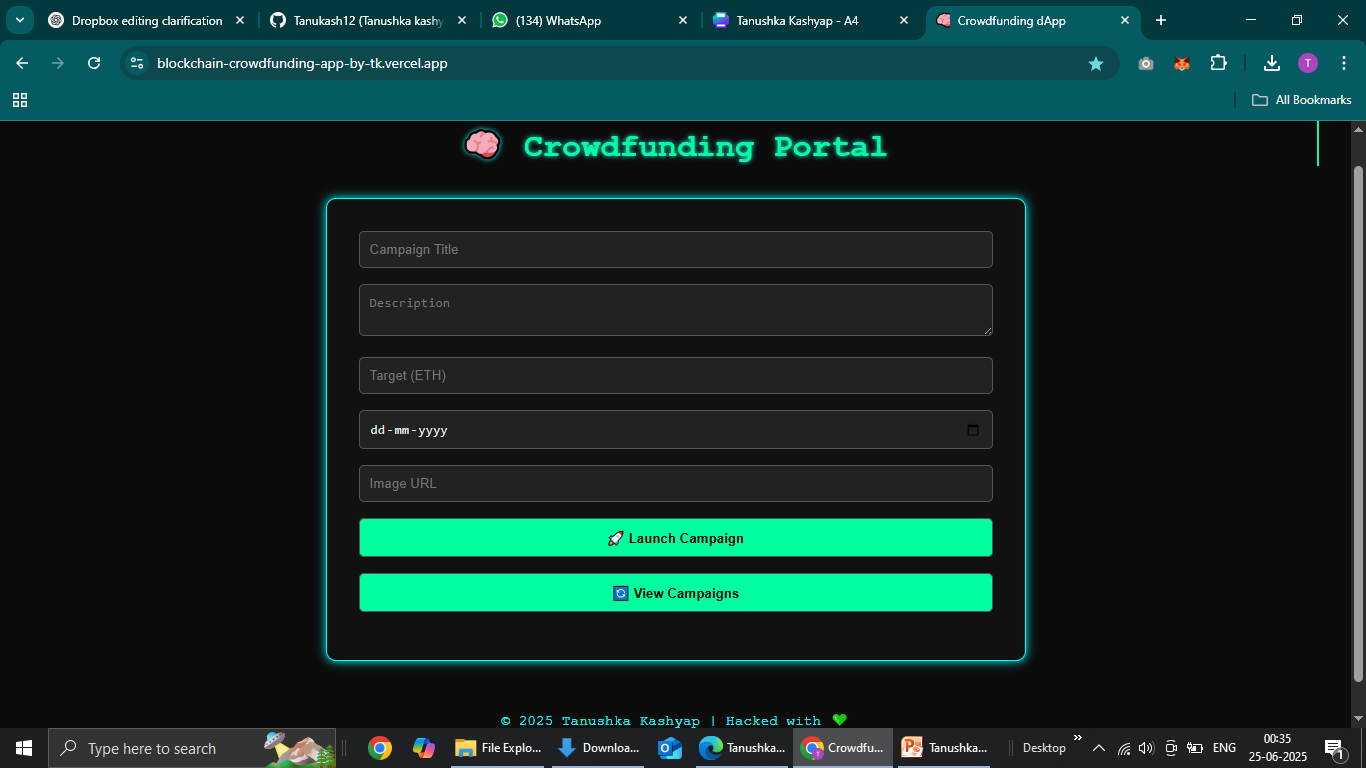 Dropbox editing clarification
Tanukash12 (Tanushka kashy
(134) WhatsApp
Tanushka Kashyap - A4
Crowdfunding dApp
blockchain-crowdfunding-app-by-tk.vercel.app
T
All Bookmarks
Crowdfunding Portal
Campaign Title
Description
Target (ETH)
dd-mm-yyyy
Image URL
🚀 Launch Campaign
🔄 View Campaigns
© 2025 Tanushka Kashyap | Hacked with 💚
Type here to search
File Explo...
Downloa...
Tanushka...
Crowdfu...
Tanushka...
Desktop
ENG
00:35
25-06-2025
1